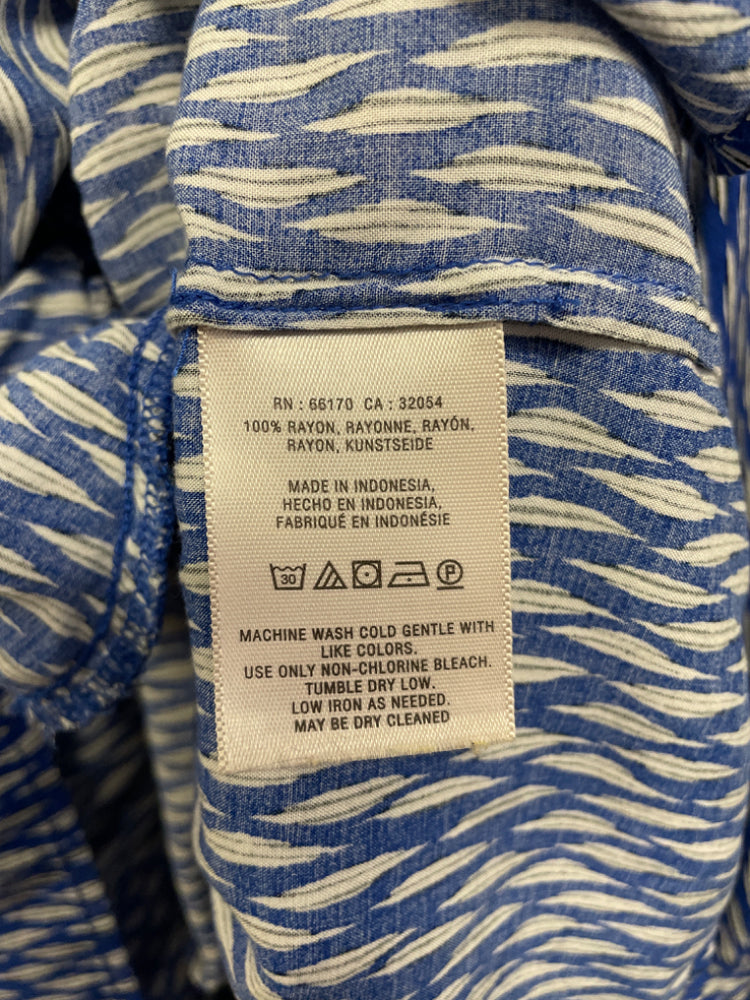 RN : 66170 CA : 32054
100% RAYON, RAYONNE, RAYÓN,
RAYON, KUNSTSEIDE
MADE IN INDONESIA,
HECHO EN INDONESIA,
FABRIQUÉ EN INDONÉSIE
30 P
MACHINE WASH COLD GENTLE WITH
LIKE COLORS.
USE ONLY NON-CHLORINE BLEACH.
TUMBLE DRY LOW.
LOW IRON AS NEEDED.
MAY BE DRY CLEANED